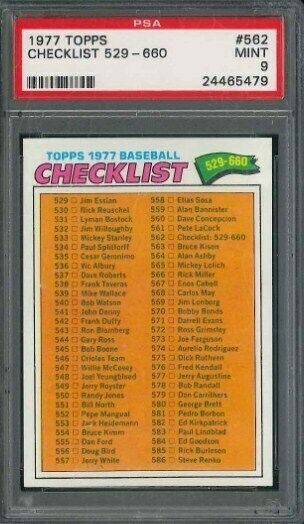 PSA
1977 TOPPS #562
CHECKLIST 529-660 MINT
9
24465479
TOPPS 1977 BASEBALL
CHECKLIST 529-660
529 Jim Essian
530 Rick Reuschel
531 Lyman Bostock
532 Jim Willoughby
533 Mickey Stanley
534 Paul Splittorff
535 Cesar Geronimo
536 Vic Albury
537 Dave Roberts
538 Frank Taveras
539 Mike Wallace
540 Bob Watson
541 John Denny
542 Frank Duffy
543 Ron Blomberg
544 Gary Ross
545 Bob Boone
546 Orioles Team
547 Willie McCovey
548 Joel Youngblood
549 Jerry Royster
550 Randy Jones
551 Bill North
552 Pepe Mangual
553 Jack Heidemann
554 Bruce Kimm
555 Dan Ford
556 Doug Bird
557 Jerry White
558 Elias Sosa
559 Alan Bannister
560 Dave Concepcion
561 Pete LaCock
562 Checklist: 529-660
563 Bruce Kison
564 Alan Ashby
565 Mickey Lolich
566 Rick Miller
567 Enos Cabell
568 Carlos May
569 Jim Lonborg
570 Bobby Bonds
571 Darrell Evans
572 Ross Grimsley
573 Joe Ferguson
574 Aurelio Rodriguez
575 Dick Ruthven
576 Fred Kendall
577 Jerry Augustine
578 Bob Randall
579 Don Carrithers
580 George Brett
581 Pedro Borbon
582 Ed Kirkpatrick
583 Paul Lindblad
584 Ed Goodson
585 Rick Burleson
586 Steve Renko